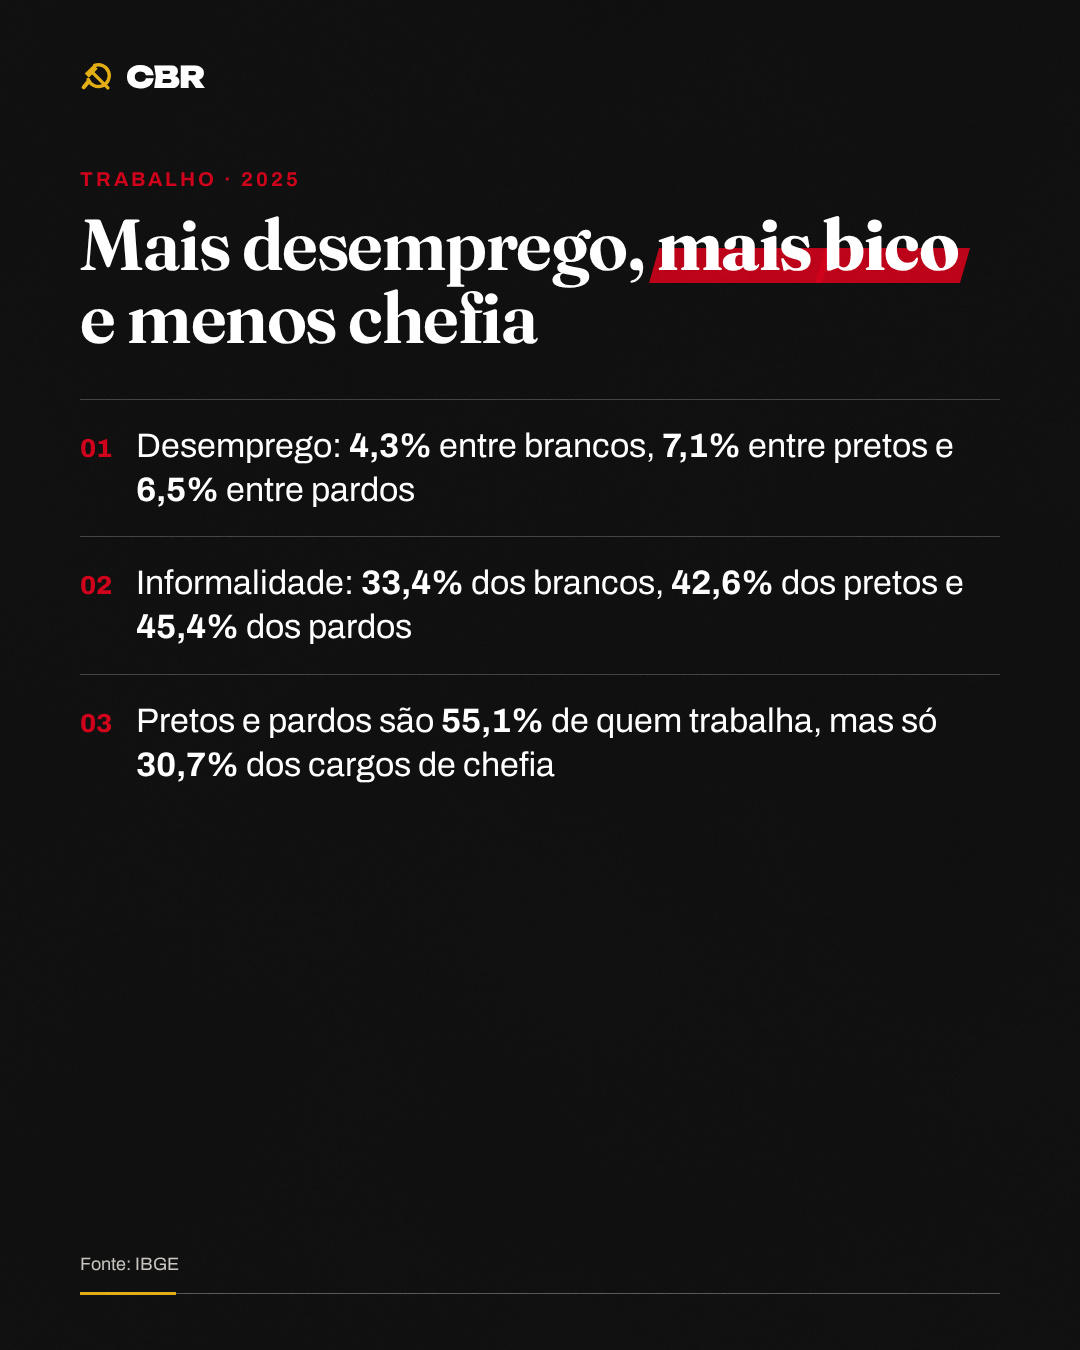 CBR
TRABALHO · 2025
Mais desemprego, mais bico
e menos chefia
01 Desemprego: 4,3% entre brancos, 7,1% entre pretos e
6,5% entre pardos
02 Informalidade: 33,4% dos brancos, 42,6% dos pretos e
45,4% dos pardos
03 Pretos e pardos são 55,1% de quem trabalha, mas só
30,7% dos cargos de chefia
Fonte: IBGE